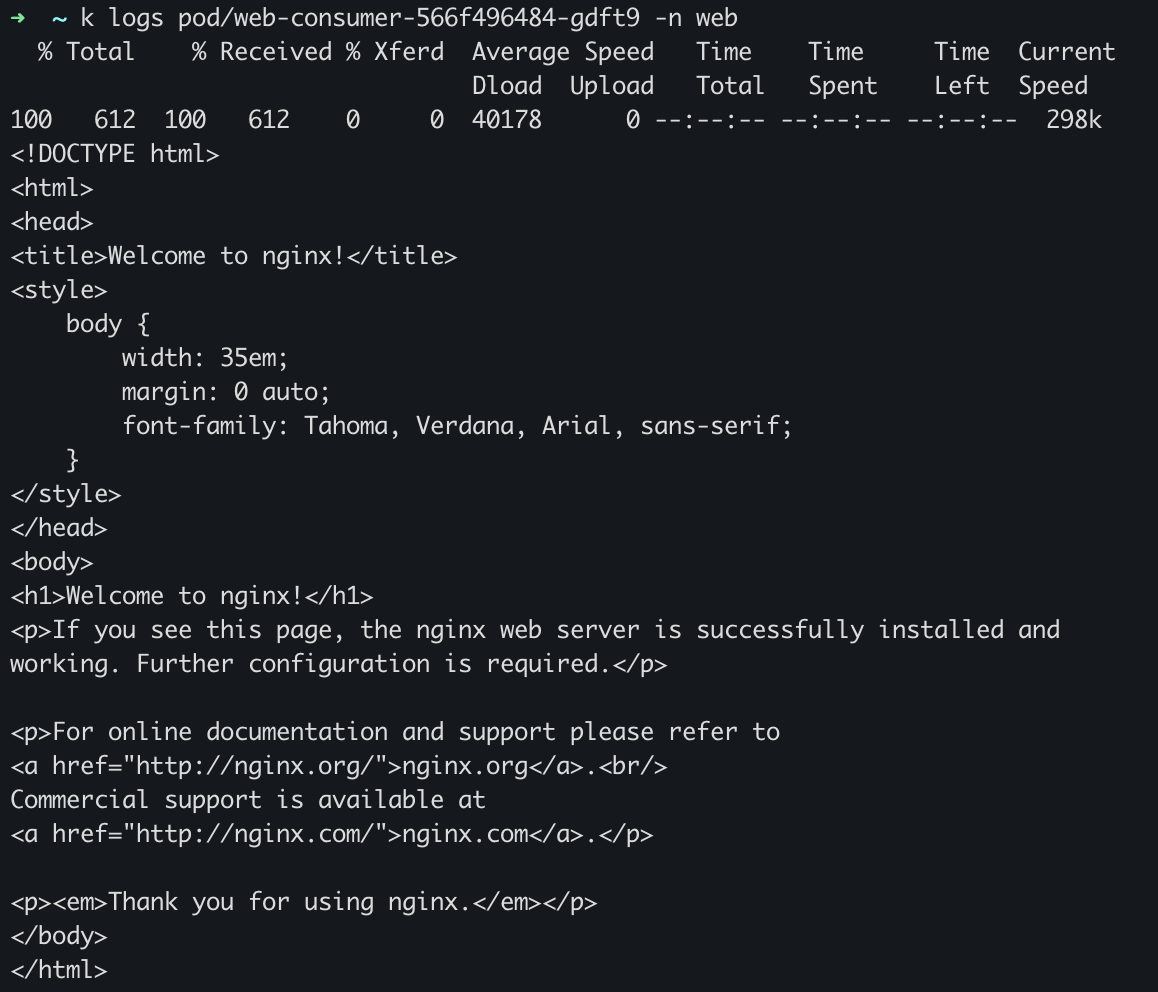 ➜  ~ k logs pod/web-consumer-566f496484-gdft9 -n web
  % Total    % Received % Xferd  Average Speed   Time    Time     Time  Current
                                 Dload  Upload   Total   Spent    Left  Speed
100   612  100   612    0     0  40178      0 --:--:-- --:--:-- --:--:--  298k
<!DOCTYPE html>
<html>
<head>
<title>Welcome to nginx!</title>
<style>
    body {
        width: 35em;
        margin: 0 auto;
        font-family: Tahoma, Verdana, Arial, sans-serif;
    }
</style>
</head>
<body>
<h1>Welcome to nginx!</h1>
<p>If you see this page, the nginx web server is successfully installed and
working. Further configuration is required.</p>

<p>For online documentation and support please refer to
<a href="http://nginx.org/">nginx.org</a>.<br/>
Commercial support is available at
<a href="http://nginx.com/">nginx.com</a>.</p>

<p><em>Thank you for using nginx.</em></p>
</body>
</html>